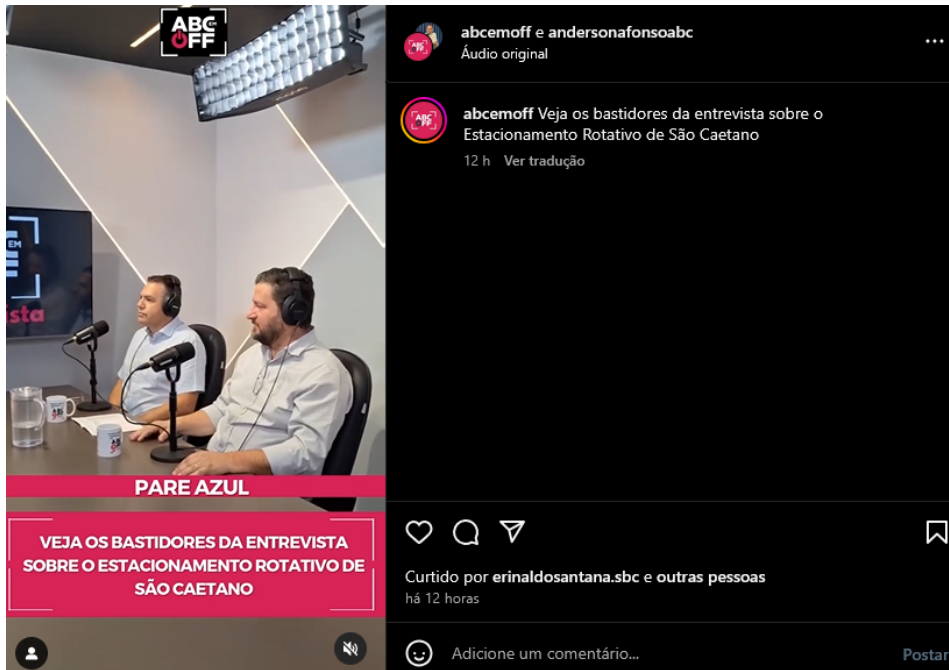 ABC EM
OFF
EM
ista
PARE AZUL
VEJA OS BASTIDORES DA ENTREVISTA
SOBRE O ESTACIONAMENTO ROTATIVO DE
SÃO CAETANO
abcemoff e andersonafonsoabc
Áudio original
abcemoff Veja os bastidores da entrevista sobre o
Estacionamento Rotativo de São Caetano
12 h Ver tradução
Curtido por erinaldosantana.sbc e outras pessoas
há 12 horas
Adicione um comentário...
Postar